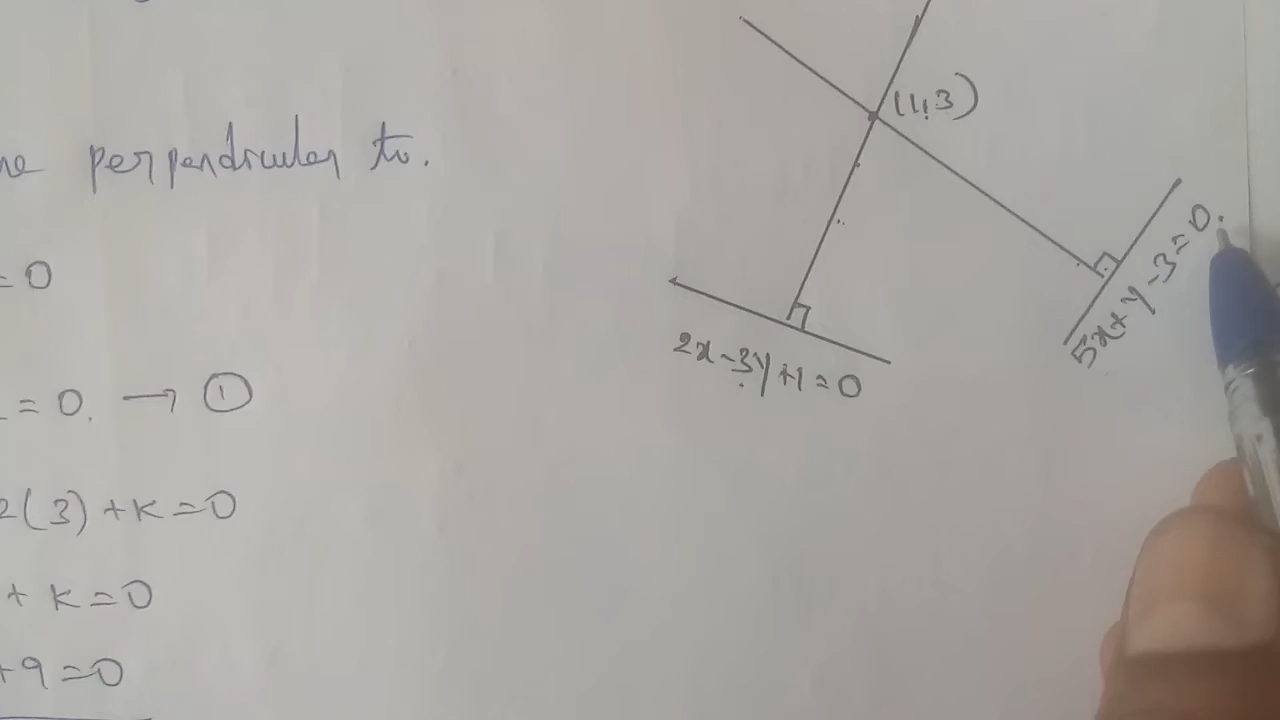 (1,3)
ne perpendicular to.
5x+y-3=0.
=0
2x-3y+1=0
=0. → ①
2(3)+k=0
+k=0
+9=0